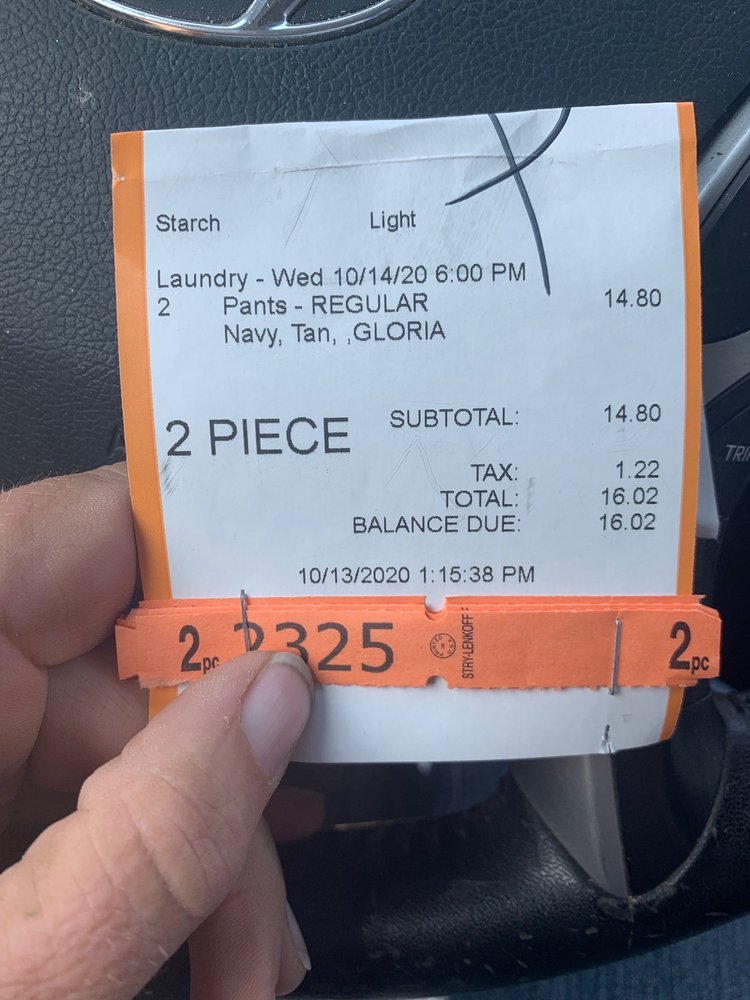 Starch Light
Laundry - Wed 10/14/20 6:00 PM
2 Pants - REGULAR 14.80
Navy, Tan, ,GLORIA
2 PIECE
SUBTOTAL: 14.80
TAX: 1.22
TOTAL: 16.02
BALANCE DUE: 16.02
10/13/2020 1:15:38 PM
2pc 2325 STRY-LENKOFF 2pc